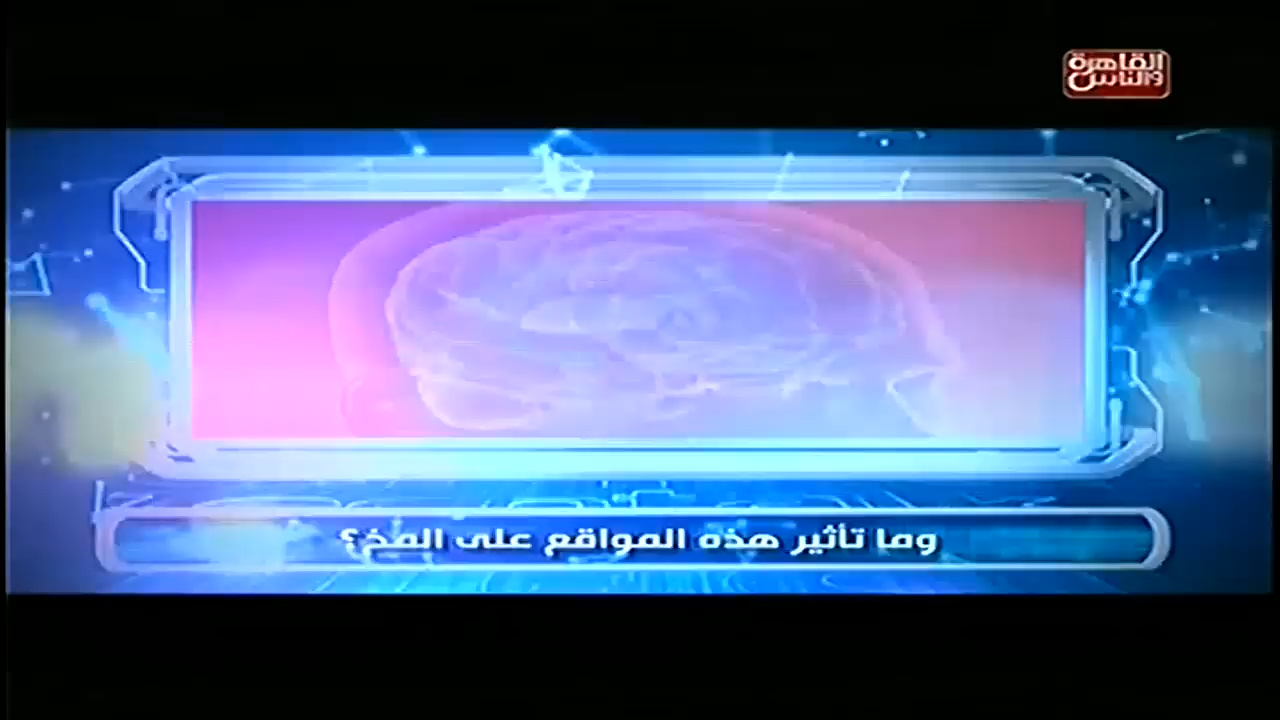 القاهرة
والناس
وما تأثير هذه المواقع على المخ؟